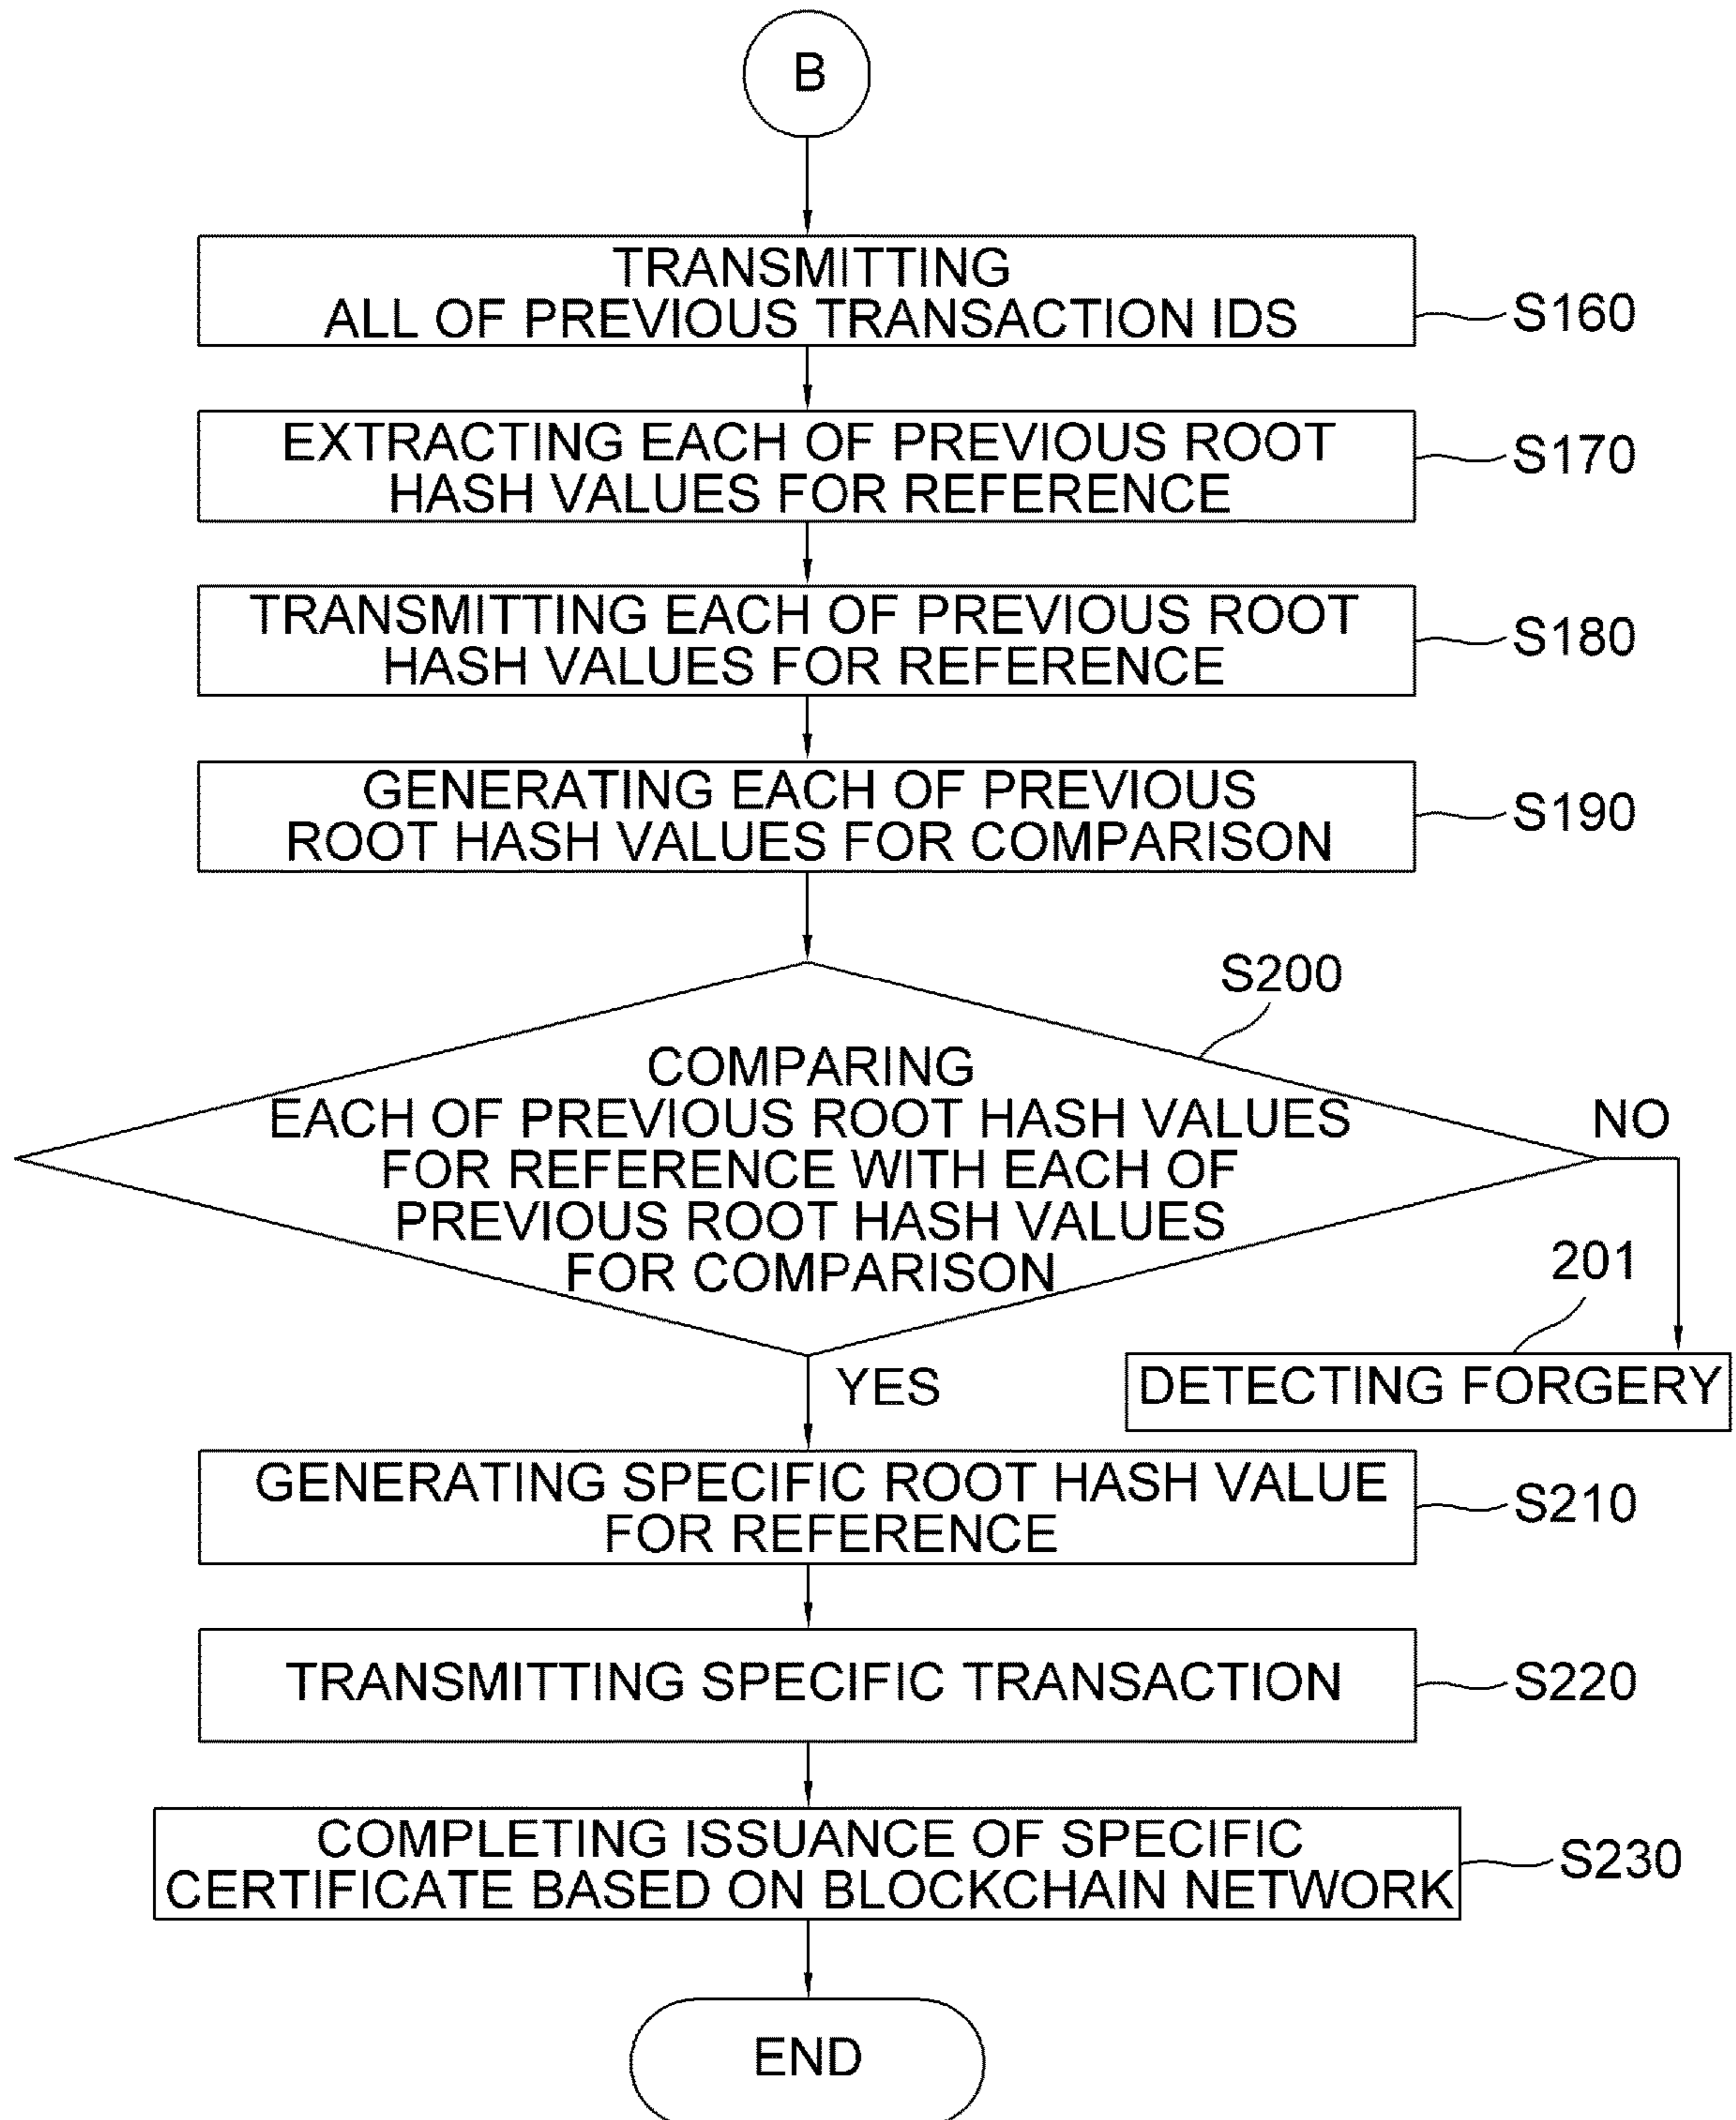 B
TRANSMITTING
ALL OF PREVIOUS TRANSACTION IDS
S160
EXTRACTING EACH OF PREVIOUS ROOT
HASH VALUES FOR REFERENCE
S170
TRANSMITTING EACH OF PREVIOUS ROOT
HASH VALUES FOR REFERENCE
S180
GENERATING EACH OF PREVIOUS
ROOT HASH VALUES FOR COMPARISON
S190
S200
COMPARING
EACH OF PREVIOUS ROOT HASH VALUES
FOR REFERENCE WITH EACH OF
PREVIOUS ROOT HASH VALUES
FOR COMPARISON
NO
201
DETECTING FORGERY
YES
GENERATING SPECIFIC ROOT HASH VALUE
FOR REFERENCE
S210
TRANSMITTING SPECIFIC TRANSACTION
S220
COMPLETING ISSUANCE OF SPECIFIC
CERTIFICATE BASED ON BLOCKCHAIN NETWORK
S230
END